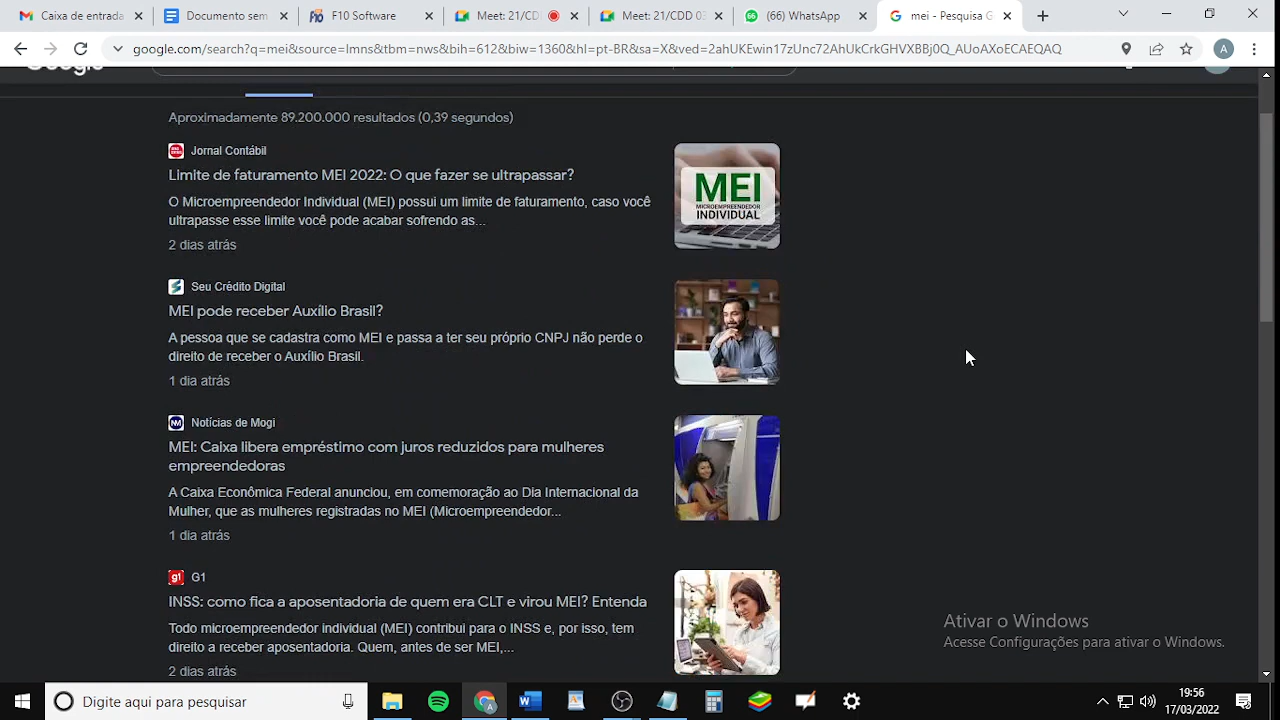 Caixa de entrada
Documento sem
F10 Software
Meet: 21/CDD
Meet: 21/CDD 03
(66) WhatsApp
mei - Pesquisa G
google.com/search?q=mei&source=lmns&tbm=nws&bih=612&biw=1360&hl=pt-BR&sa=X&ved=2ahUKEwin17zUnc72AhUkCrkGHVXBBj0Q_AUoAXoECAEQAQ
A
Aproximadamente 89.200.000 resultados (0,39 segundos)
Jornal Contábil
Limite de faturamento MEI 2022: O que fazer se ultrapassar?
O Microempreendedor Individual (MEI) possui um limite de faturamento, caso você
ultrapasse esse limite você pode acabar sofrendo as...
2 dias atrás
MEI
MICROEMPREENDEDOR
INDIVIDUAL
Seu Crédito Digital
MEI pode receber Auxílio Brasil?
A pessoa que se cadastra como MEI e passa a ter seu próprio CNPJ não perde o
direito de receber o Auxílio Brasil.
1 dia atrás
NM Notícias de Mogi
MEI: Caixa libera empréstimo com juros reduzidos para mulheres
empreendedoras
A Caixa Econômica Federal anunciou, em comemoração ao Dia Internacional da
Mulher, que as mulheres registradas no MEI (Microempreendedor...
1 dia atrás
g1 G1
INSS: como fica a aposentadoria de quem era CLT e virou MEI? Entenda
Todo microempreendedor individual (MEI) contribui para o INSS e, por isso, tem
direito a receber aposentadoria. Quem, antes de ser MEI,...
2 dias atrás
Ativar o Windows
Acesse Configurações para ativar o Windows.
Digite aqui para pesquisar
19:56
17/03/2022